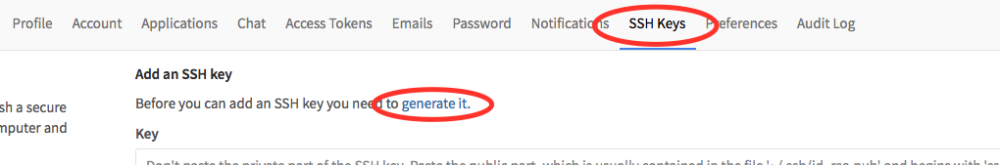 Profile Account Applications Chat Access Tokens Emails Password Notifications SSH Keys Preferences Audit Log
Add an SSH key
Before you can add an SSH key you need to generate it.
sh a secure
mputer and
Key
Don't paste the private part of the SSH key. Paste the public part, which is usually contained in the file '~/.ssh/id_rsa.pub' and begins with 'ss